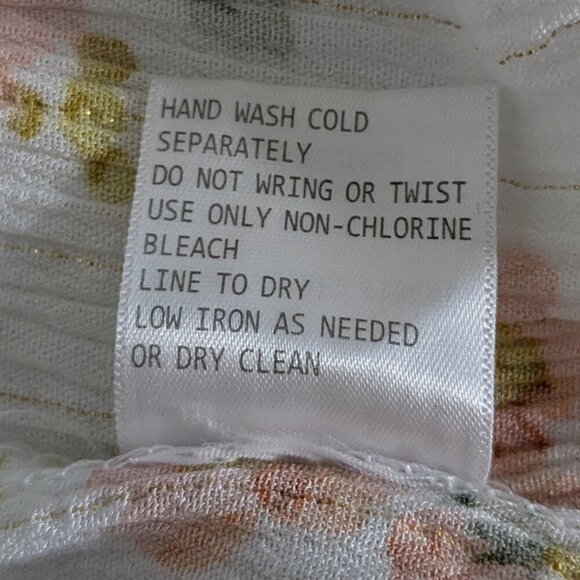 HAND WASH COLD
SEPARATELY
DO NOT WRING OR TWIST
USE ONLY NON-CHLORINE
BLEACH
LINE TO DRY
LOW IRON AS NEEDED
OR DRY CLEAN